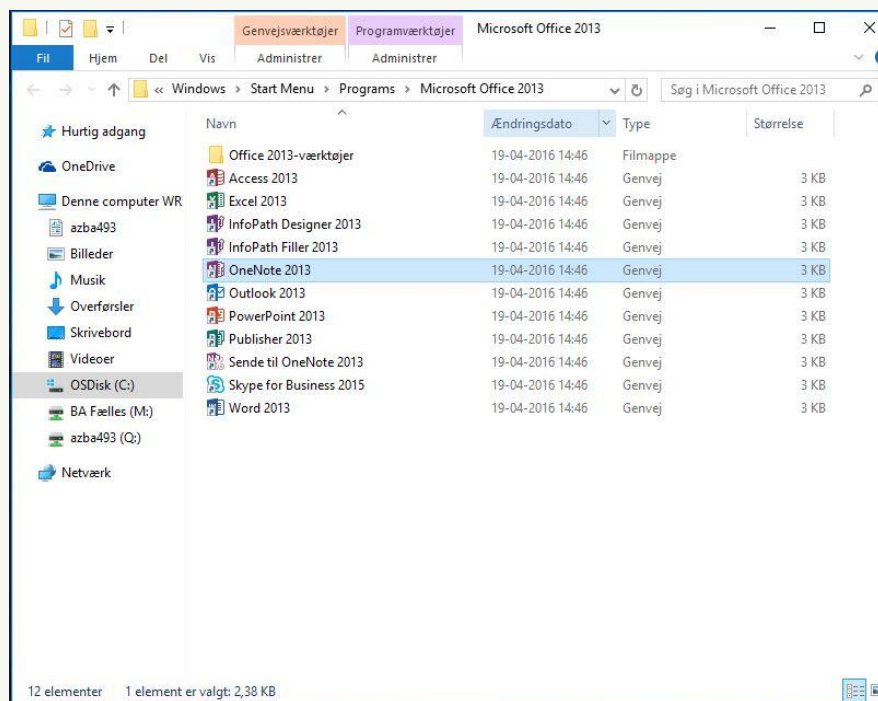 Genvejsværktøjer Programværktøjer Microsoft Office 2013
Fil Hjem Del Vis Administrer Administrer
« Windows › Start Menu › Programs › Microsoft Office 2013 Søg i Microsoft Office 2013
Hurtig adgang
OneDrive
Denne computer WR
azba493
Billeder
Musik
Overførsler
Skrivebord
Videoer
OSDisk (C:)
BA Fælles (M:)
azba493 (Q:)
Netværk
Navn Ændringsdato Type Størrelse
Office 2013-værktøjer 19-04-2016 14:46 Filmappe
Access 2013 19-04-2016 14:46 Genvej 3 KB
Excel 2013 19-04-2016 14:46 Genvej 3 KB
InfoPath Designer 2013 19-04-2016 14:46 Genvej 3 KB
InfoPath Filler 2013 19-04-2016 14:46 Genvej 3 KB
OneNote 2013 19-04-2016 14:46 Genvej 3 KB
Outlook 2013 19-04-2016 14:46 Genvej 3 KB
PowerPoint 2013 19-04-2016 14:46 Genvej 3 KB
Publisher 2013 19-04-2016 14:46 Genvej 3 KB
Sende til OneNote 2013 19-04-2016 14:46 Genvej 3 KB
Skype for Business 2015 19-04-2016 14:46 Genvej 3 KB
Word 2013 19-04-2016 14:46 Genvej 3 KB
12 elementer 1 element er valgt: 2,38 KB